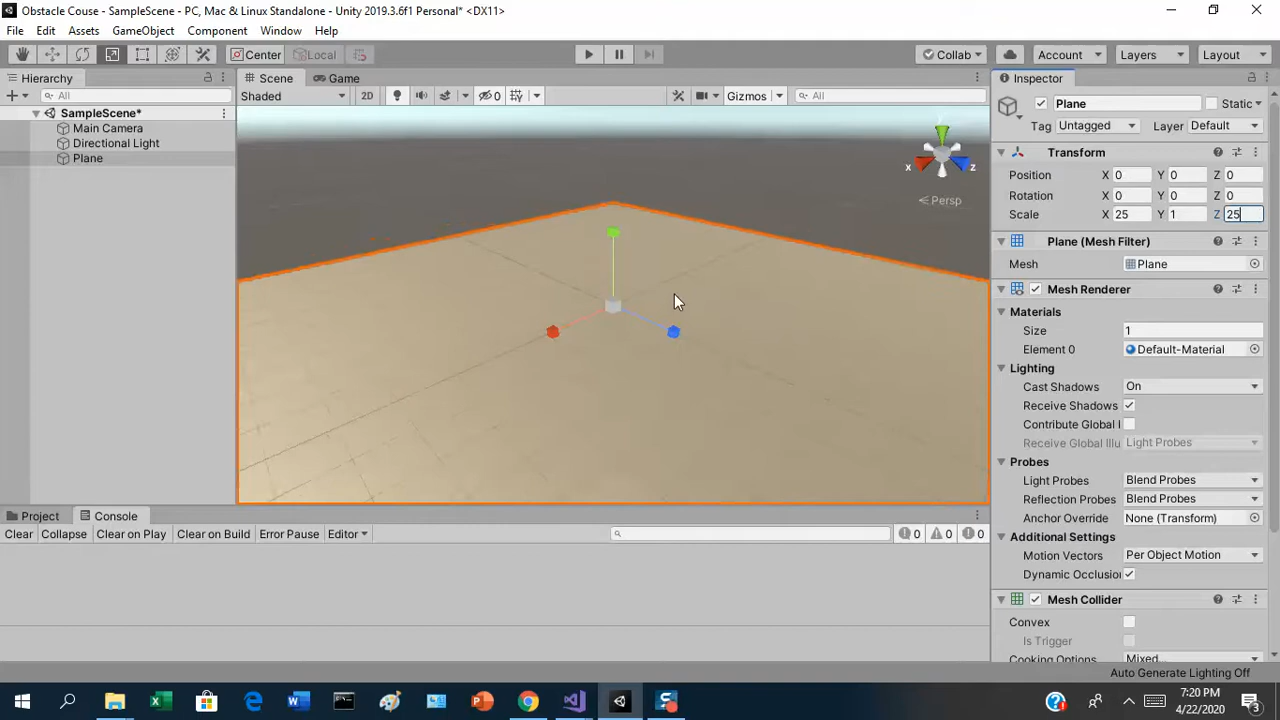 Obstacle Couse - SampleScene - PC, Mac & Linux Standalone - Unity 2019.3.6f1 Personal* <DX11>
File Edit Assets GameObject Component Window Help
Center Local Collab Account Layers Layout
Hierarchy
All
SampleScene*
Main Camera
Directional Light
Plane
Scene Game
Shaded 2D 0 Gizmos All
x z
Persp
Inspector
Plane Static
Tag Untagged Layer Default
Transform
Position X 0 Y 0 Z 0
Rotation X 0 Y 0 Z 0
Scale X 25 Y 1 Z 25
Plane (Mesh Filter)
Mesh Plane
Mesh Renderer
Materials
Size 1
Element 0 Default-Material
Lighting
Cast Shadows On
Receive Shadows
Contribute Global I
Receive Global Illu Light Probes
Probes
Light Probes Blend Probes
Reflection Probes Blend Probes
Anchor Override None (Transform)
Additional Settings
Motion Vectors Per Object Motion
Dynamic Occlusion
Mesh Collider
Convex
Is Trigger
Cooking Options Mixed...
Project Console
Clear Collapse Clear on Play Clear on Build Error Pause Editor 0 0 0
Auto Generate Lighting Off
7:20 PM
4/22/2020